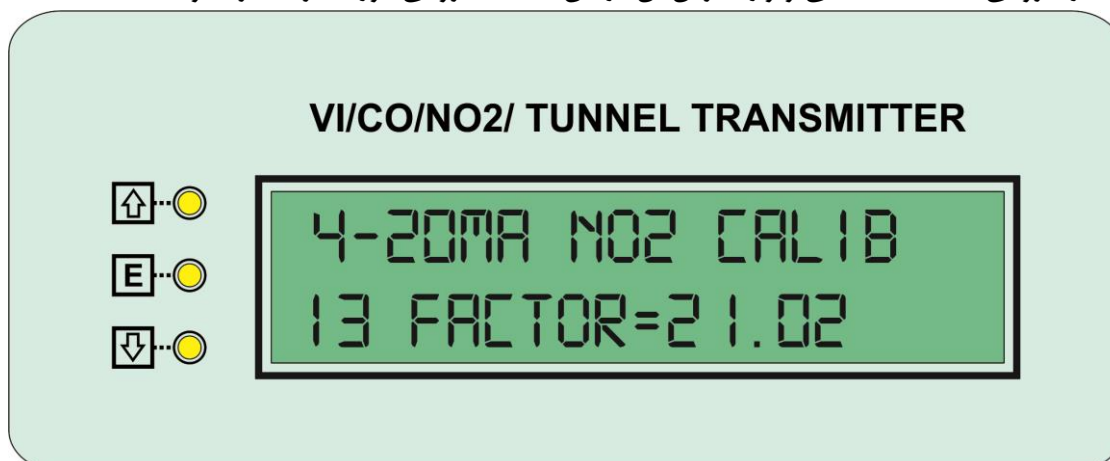 VI/CO/NO2/ TUNNEL TRANSMITTER
4-20MA NO2 CALIB
E
13 FACTOR=21.02